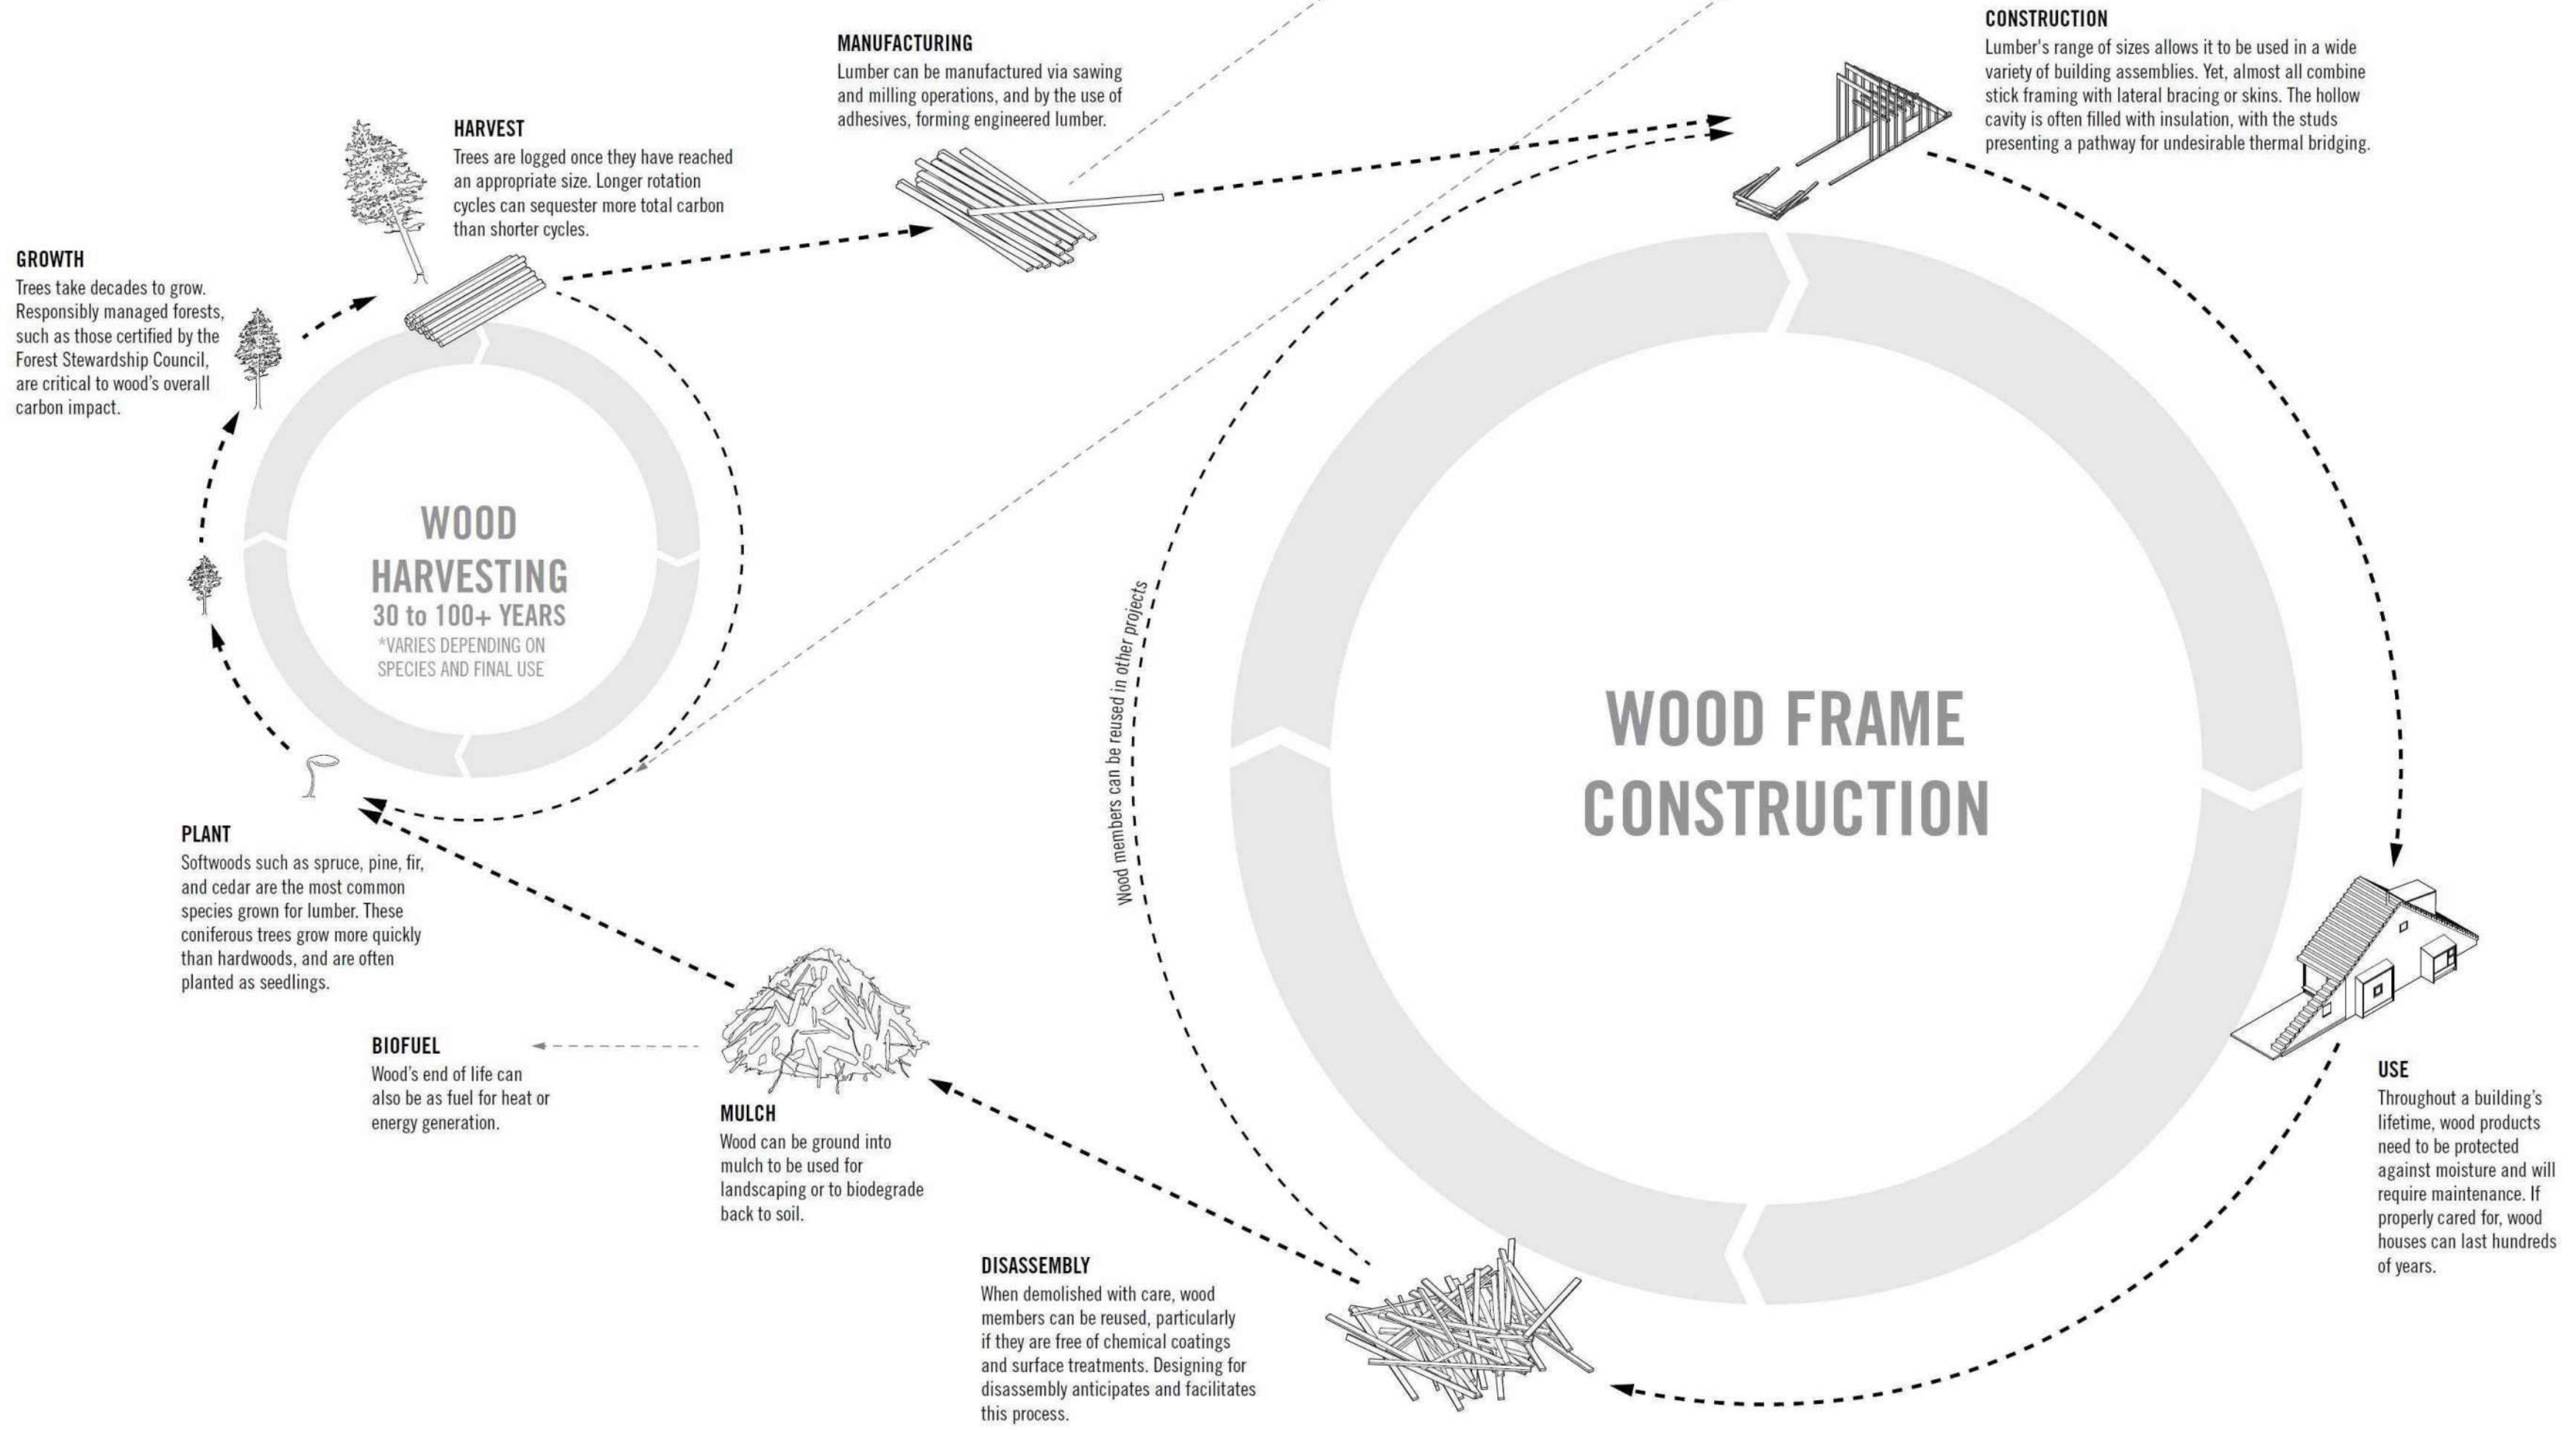 GROWTH
Trees take decades to grow.
Responsibly managed forests,
such as those certified by the
Forest Stewardship Council,
are critical to wood's overall
carbon impact.
HARVEST
Trees are logged once they have reached
an appropriate size. Longer rotation
cycles can sequester more total carbon
than shorter cycles.
MANUFACTURING
Lumber can be manufactured via sawing
and milling operations, and by the use of
adhesives, forming engineered lumber.
CONSTRUCTION
Lumber's range of sizes allows it to be used in a wide
variety of building assemblies. Yet, almost all combine
stick framing with lateral bracing or skins. The hollow
cavity is often filled with insulation, with the studs
presenting a pathway for undesirable thermal bridging.
WOOD
HARVESTING
30 to 100+ YEARS
*VARIES DEPENDING ON
SPECIES AND FINAL USE
Wood members can be reused in other projects
WOOD FRAME
CONSTRUCTION
PLANT
Softwoods such as spruce, pine, fir,
and cedar are the most common
species grown for lumber. These
coniferous trees grow more quickly
than hardwoods, and are often
planted as seedlings.
BIOFUEL
Wood's end of life can
also be as fuel for heat or
energy generation.
MULCH
Wood can be ground into
mulch to be used for
landscaping or to biodegrade
back to soil.
DISASSEMBLY
When demolished with care, wood
members can be reused, particularly
if they are free of chemical coatings
and surface treatments. Designing for
disassembly anticipates and facilitates
this process.
USE
Throughout a building's
lifetime, wood products
need to be protected
against moisture and will
require maintenance. If
properly cared for, wood
houses can last hundreds
of years.